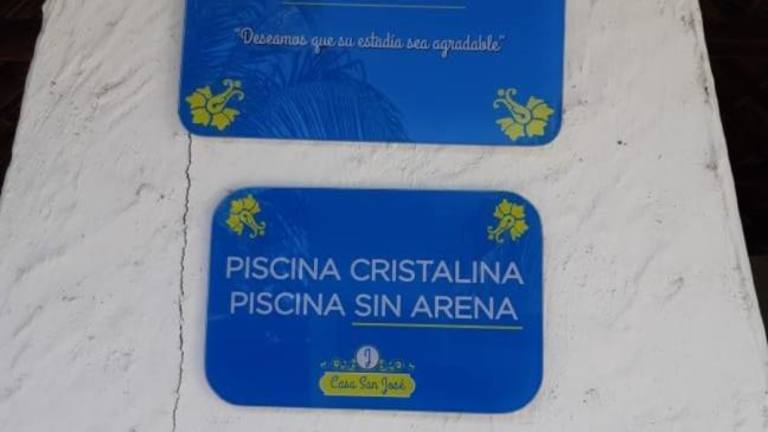 "Deseamos que su estadía sea agradable"
PISCINA CRISTALINA
PISCINA SIN ARENA
J
Casa San José